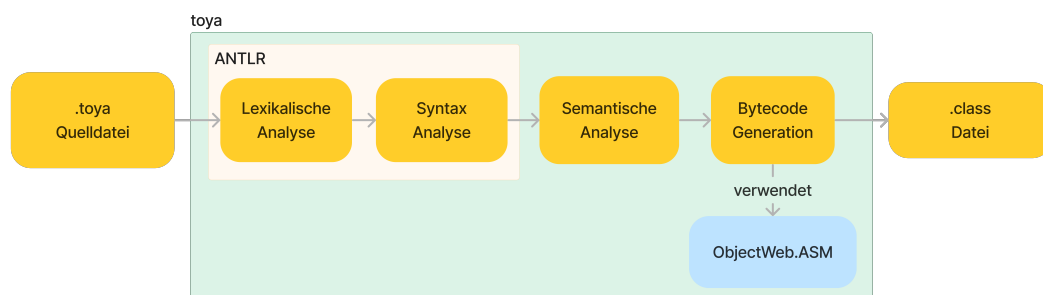 toya
ANTLR
.toya
Quelldatei
Lexikalische
Analyse
Syntax
Analyse
Semantische
Analyse
Bytecode
Generation
.class
Datei
verwendet
ObjectWeb.ASM